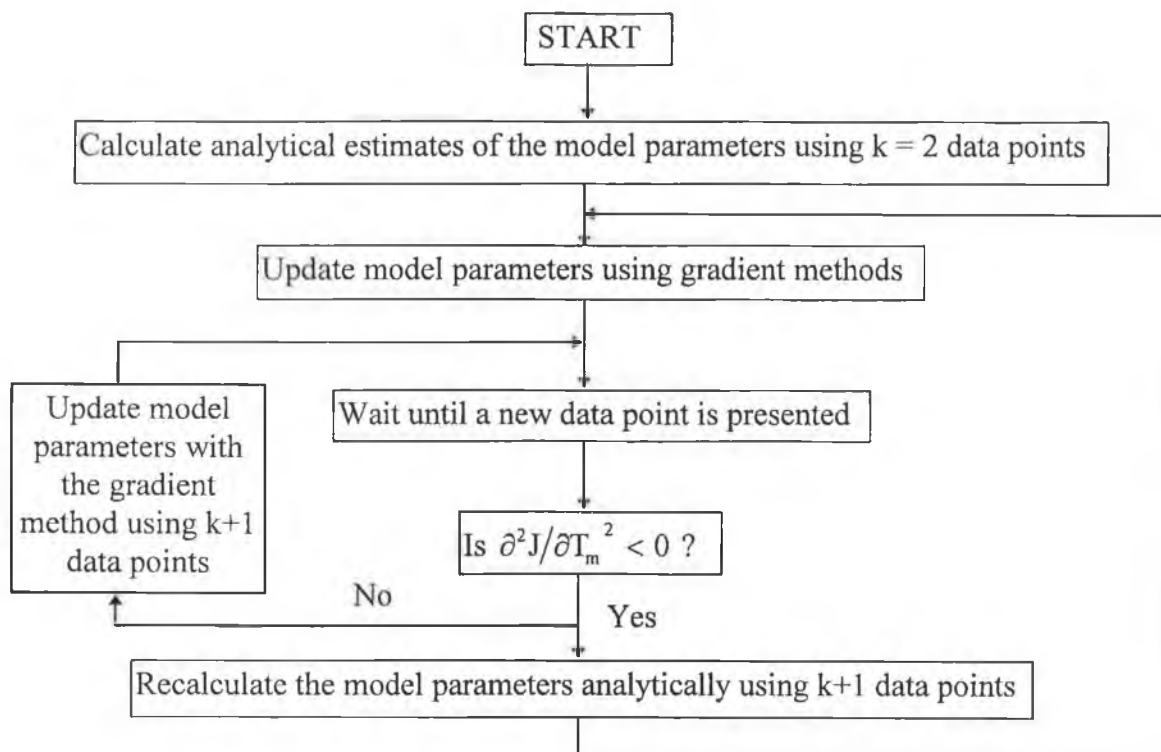 START
Calculate analytical estimates of the model parameters using k = 2 data points
Update model parameters using gradient methods
Wait until a new data point is presented
Update model
parameters with
the gradient
method using k+1
data points
Is ∂²J/∂Tₘ² < 0 ?
No
Yes
Recalculate the model parameters analytically using k+1 data points